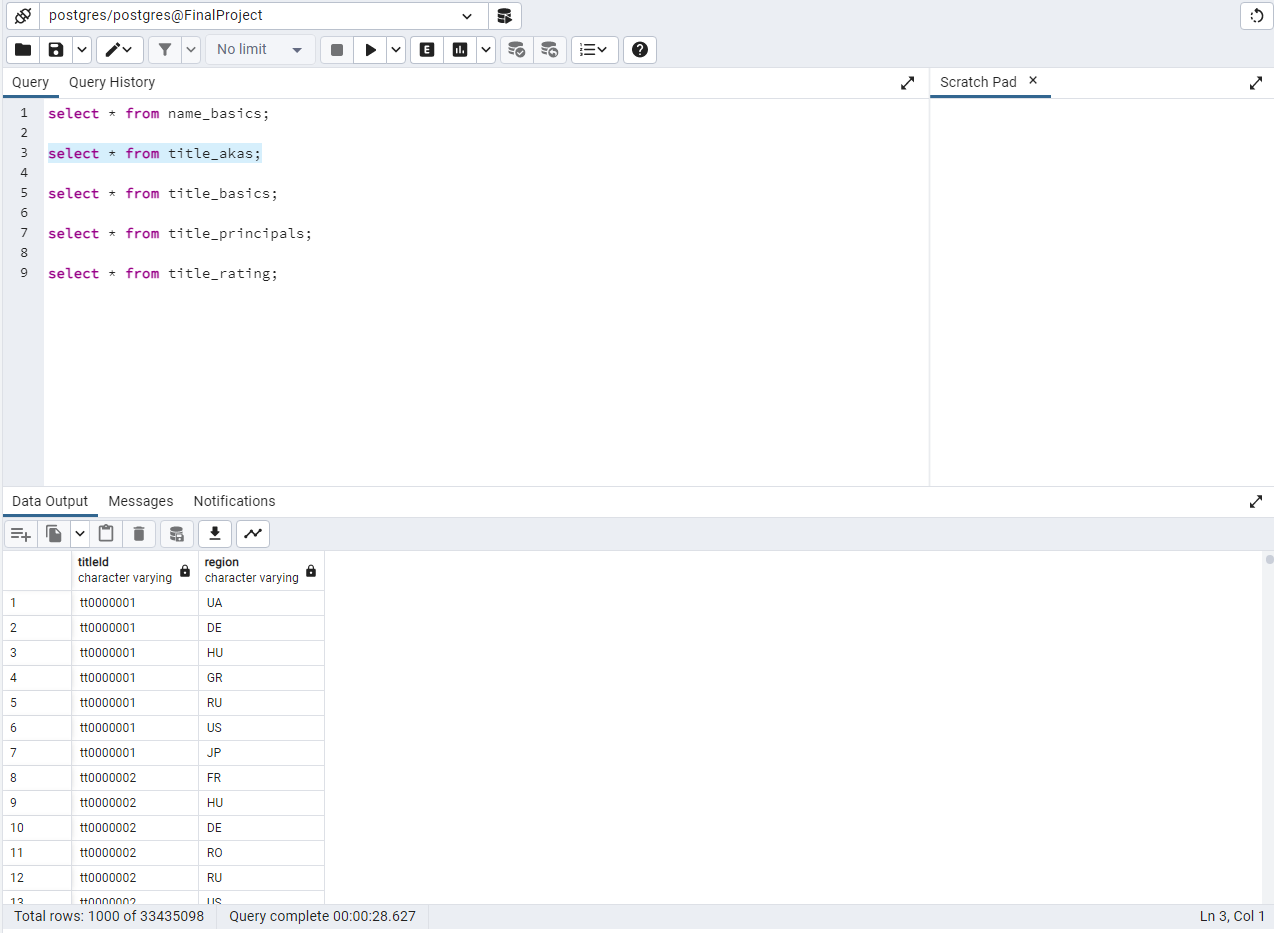 postgres/postgres@FinalProject
No limit
E
Query Query History
Scratch Pad ×
1 select * from name_basics;
2
3 select * from title_akas;
4
5 select * from title_basics;
6
7 select * from title_principals;
8
9 select * from title_rating;
Data Output Messages Notifications
titleId region
character varying character varying
1 tt0000001 UA
2 tt0000001 DE
3 tt0000001 HU
4 tt0000001 GR
5 tt0000001 RU
6 tt0000001 US
7 tt0000001 JP
8 tt0000002 FR
9 tt0000002 HU
10 tt0000002 DE
11 tt0000002 RO
12 tt0000002 RU
13 tt0000002 US
Total rows: 1000 of 33435098 Query complete 00:00:28.627 Ln 3, Col 1